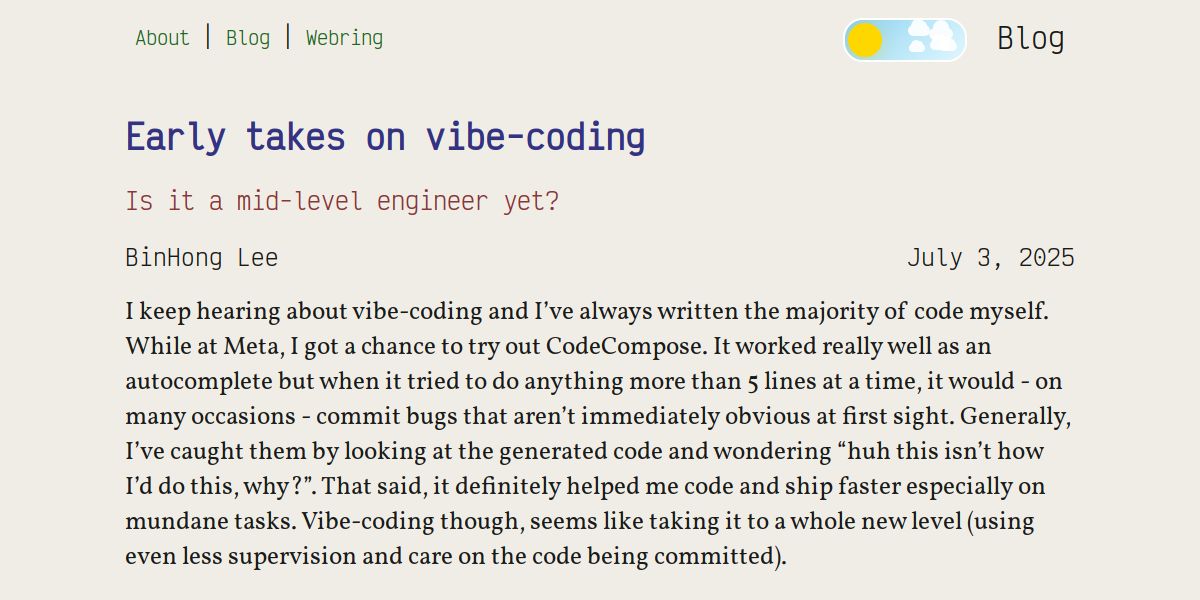 About | Blog | Webring
Blog
Early takes on vibe-coding
Is it a mid-level engineer yet?
BinHong Lee
July 3, 2025
I keep hearing about vibe-coding and I’ve always written the majority of code myself.
While at Meta, I got a chance to try out CodeCompose. It worked really well as an
autocomplete but when it tried to do anything more than 5 lines at a time, it would - on
many occasions - commit bugs that aren’t immediately obvious at first sight. Generally,
I’ve caught them by looking at the generated code and wondering “huh this isn’t how
I’d do this, why?”. That said, it definitely helped me code and ship faster especially on
mundane tasks. Vibe-coding though, seems like taking it to a whole new level (using
even less supervision and care on the code being committed).